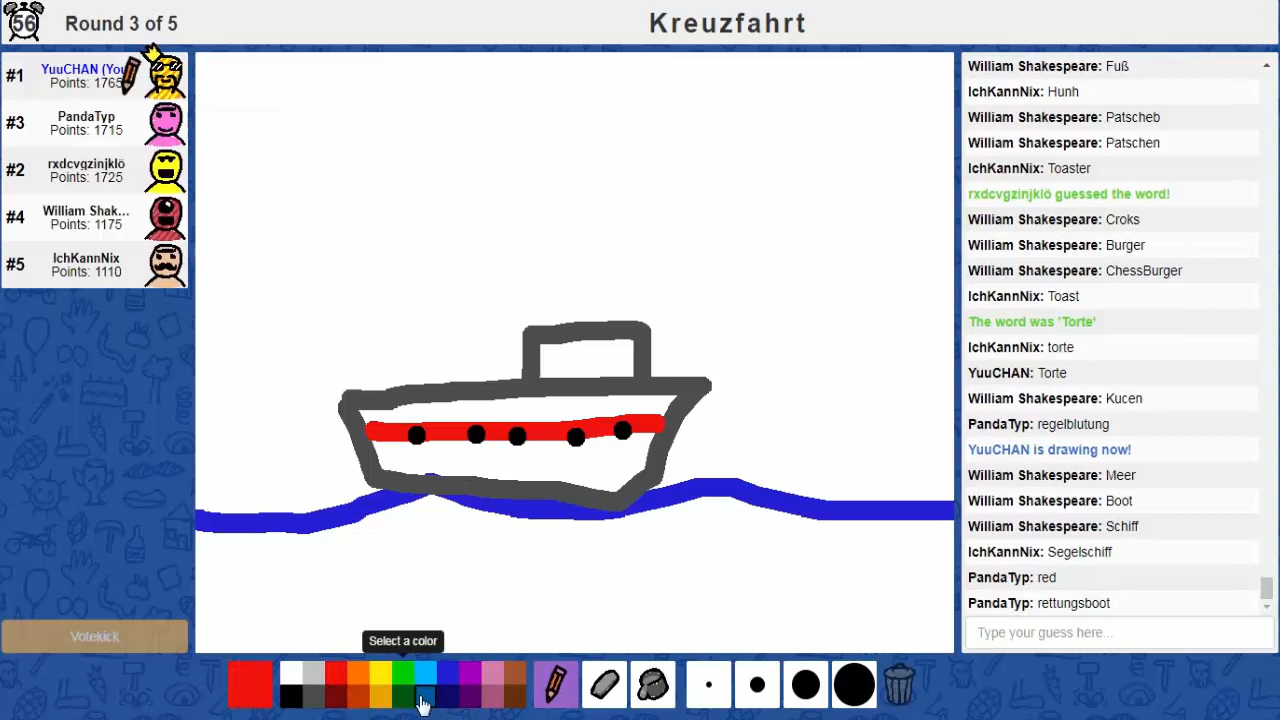 56
Round 3 of 5
Kreuzfahrt
#1
YuuCHAN (You
Points: 1765
#3
PandaTyp
Points: 1715
#2
rxdcvgzinjklö
Points: 1725
#4
William Shak...
Points: 1175
#5
IchKannNix
Points: 1110
Votekick
William Shakespeare: Fuß
IchKannNix: Hunh
William Shakespeare: Patscheb
William Shakespeare: Patschen
IchKannNix: Toaster
rxdcvgzinjklö guessed the word!
William Shakespeare: Croks
William Shakespeare: Burger
William Shakespeare: ChessBurger
IchKannNix: Toast
The word was 'Torte'
IchKannNix: torte
YuuCHAN: Torte
William Shakespeare: Kucen
PandaTyp: regelblutung
YuuCHAN is drawing now!
William Shakespeare: Meer
William Shakespeare: Boot
William Shakespeare: Schiff
IchKannNix: Segelschiff
PandaTyp: red
PandaTyp: rettungsboot
Type your guess here...
Select a color